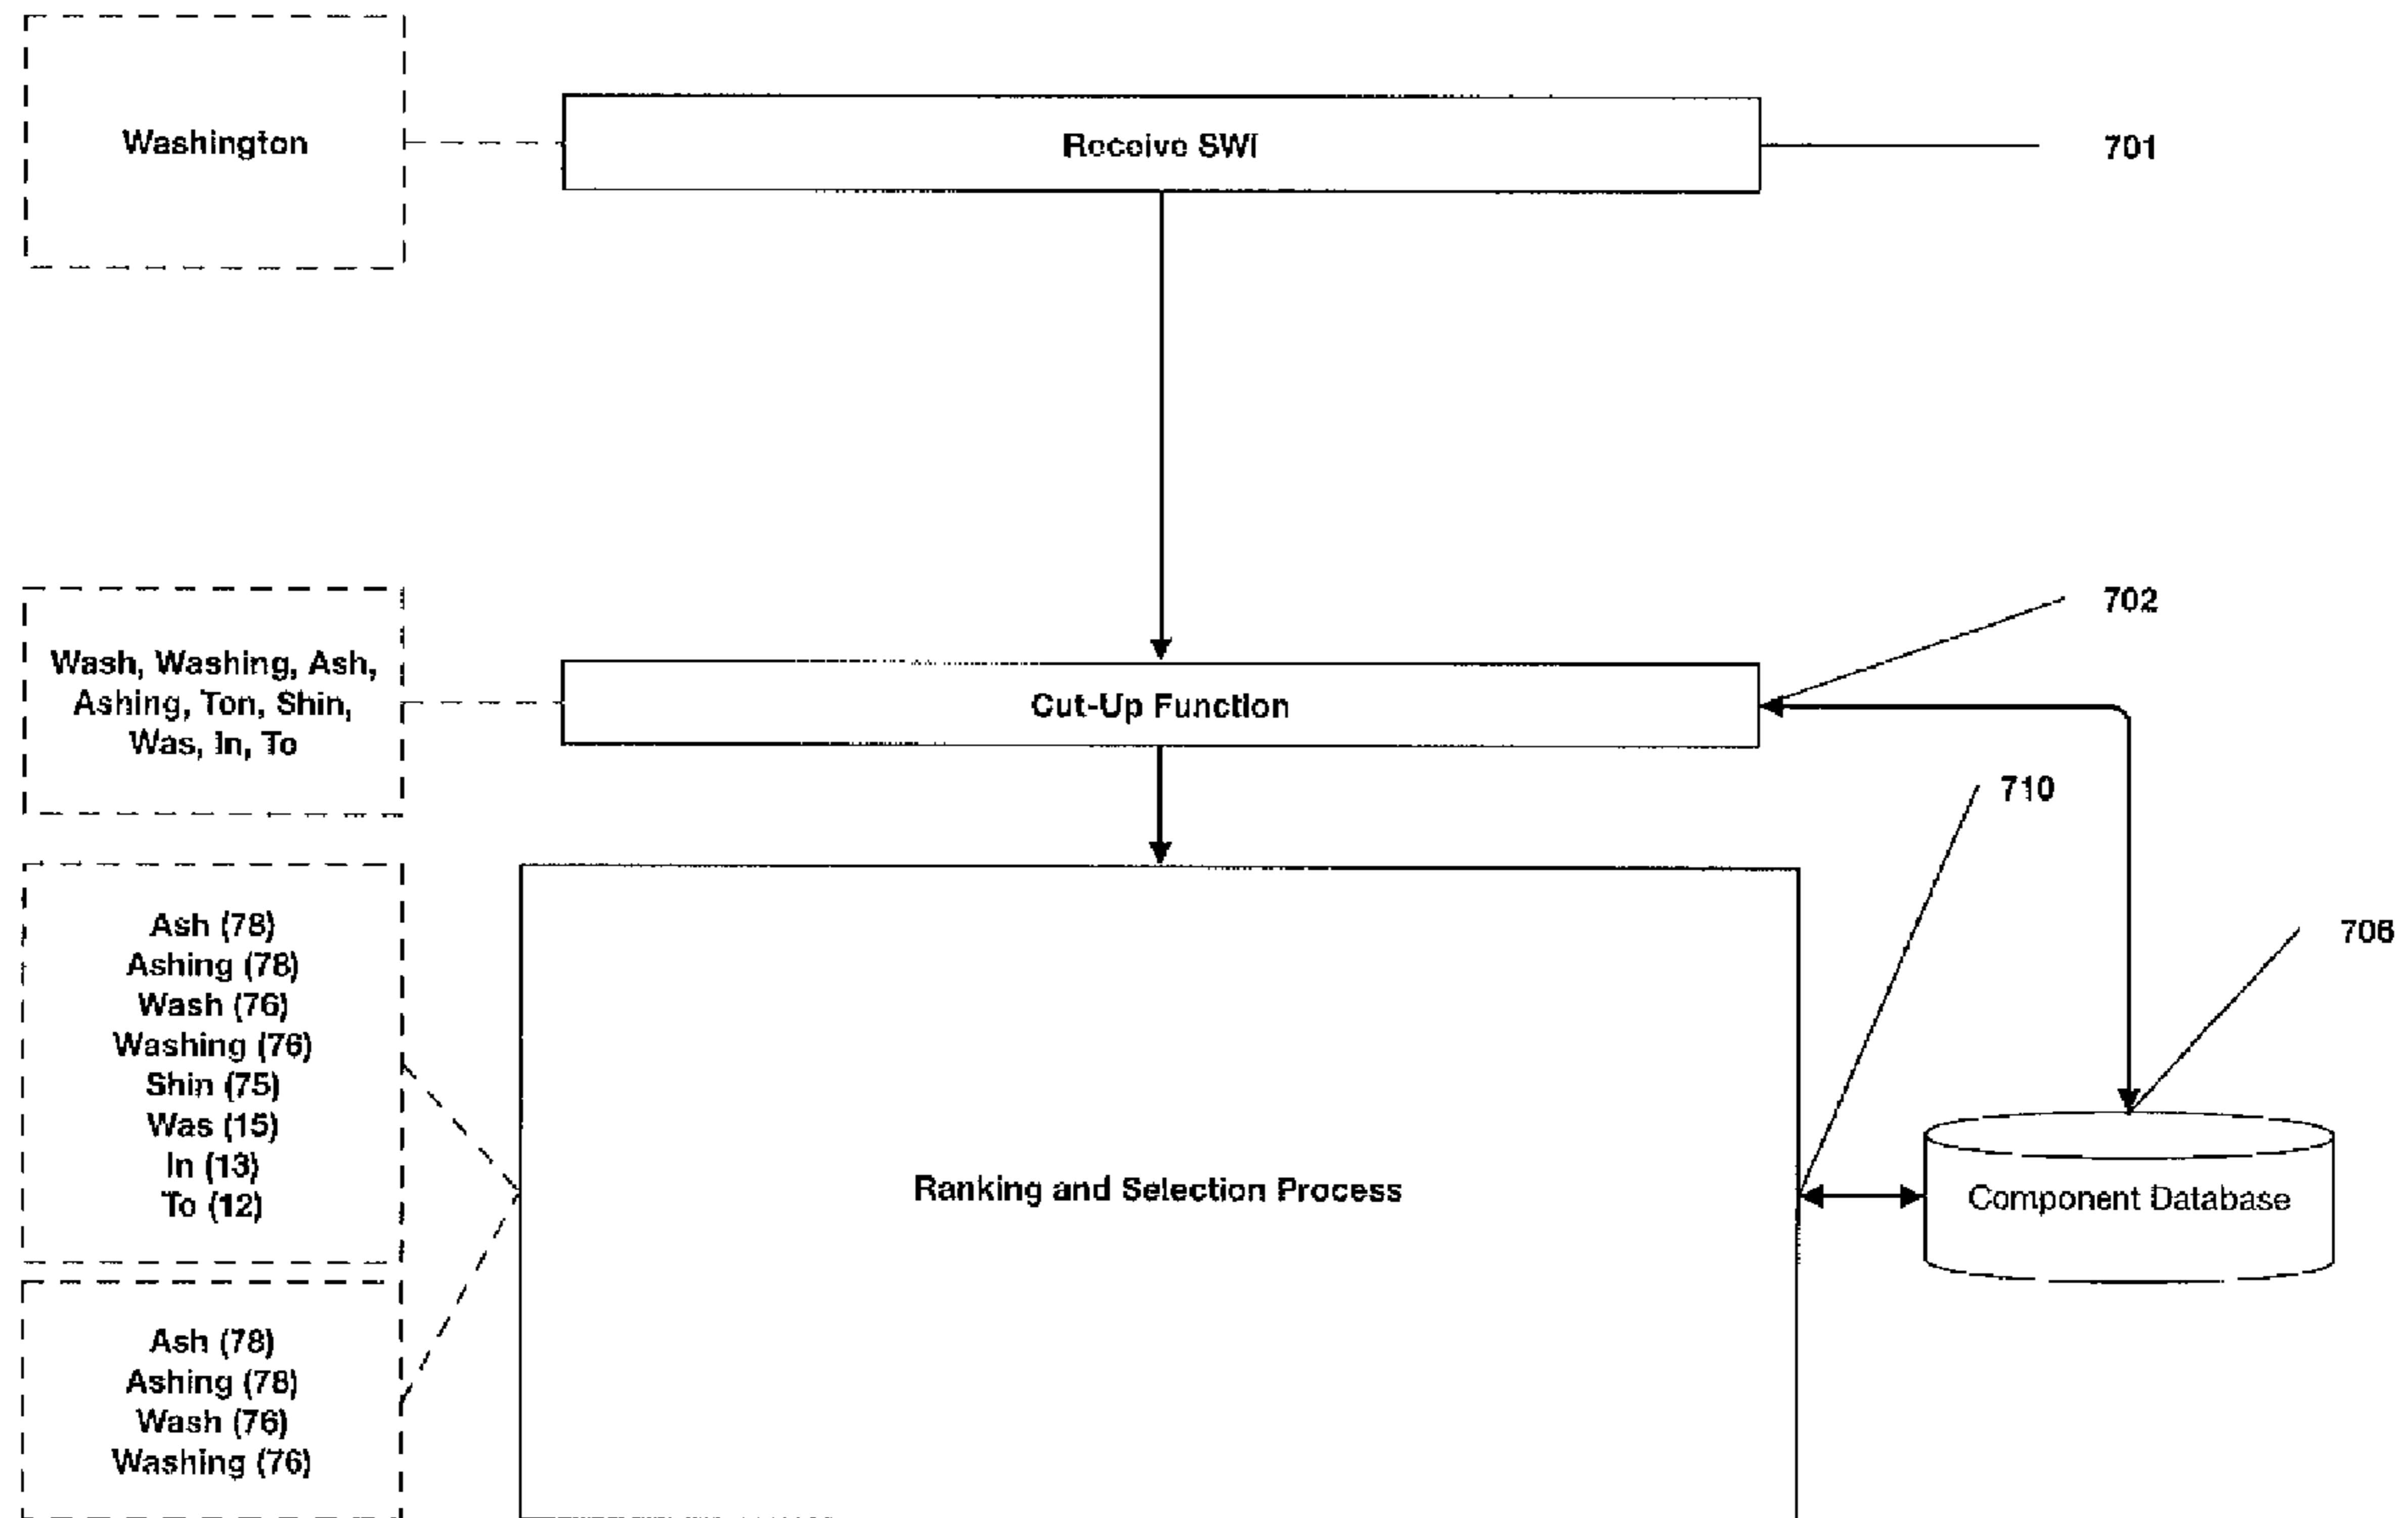 Washington
Receive SWI
701
702
Wash, Washing, Ash,
Ashing, Ton, Shin,
Was, In, To
Cut-Up Function
710
Ash (78)
Ashing (78)
Wash (76)
Washing (76)
Shin (75)
Was (15)
In (13)
To (12)
706
Ranking and Selection Process
Component Database
Ash (78)
Ashing (78)
Wash (76)
Washing (76)